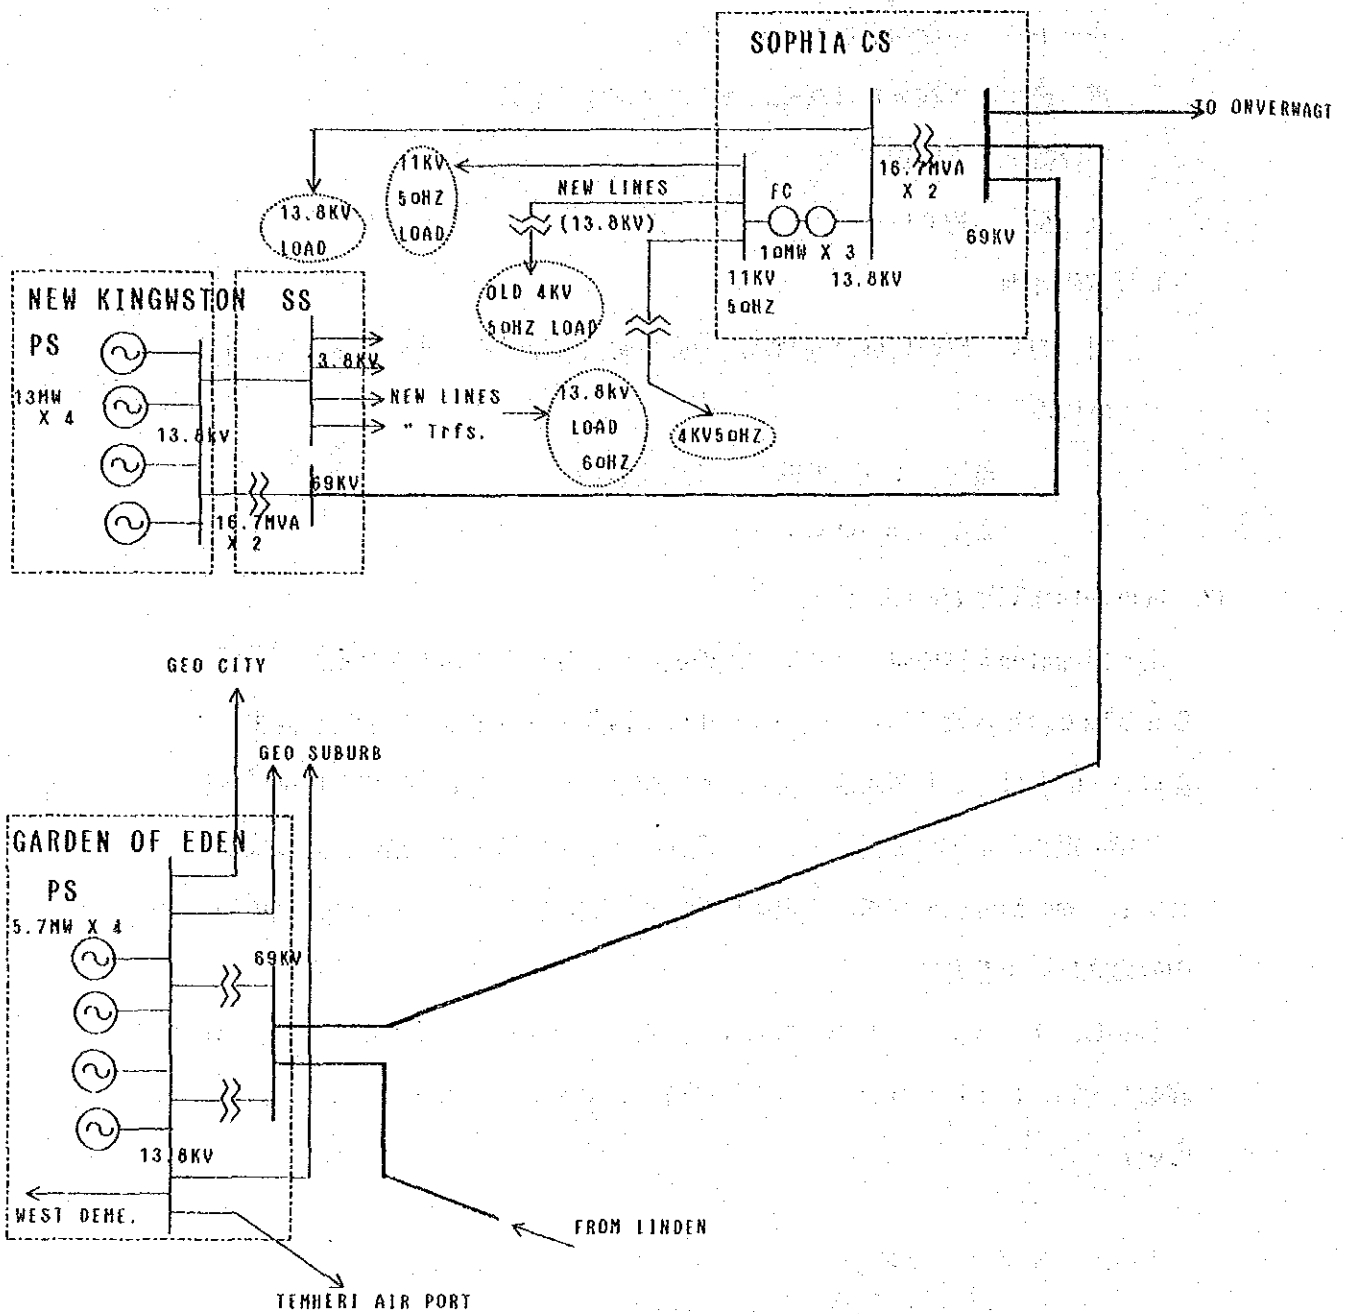 SOPHIA CS
TO ONVERWAGT
16.7MVA
X 2
69KV
FC
10MW X 3
11KV
50HZ
13.8KV
11KV
50HZ
LOAD
NEW LINES
(13.8KV)
13.8KV
LOAD
OLD 4KV
50HZ LOAD
NEW KINGWSTON SS
PS
13MW
X 4
13.8KV
13.8KV
NEW LINES
" Trfs.
13.8kV
LOAD
60HZ
4KV50HZ
69KV
16.7MVA
X 2
GEO CITY
GEO SUBURB
GARDEN OF EDEN
PS
5.7MW X 4
69KV
13.8KV
WEST DEME.
FROM LINDEN
TEMHERI AIR PORT